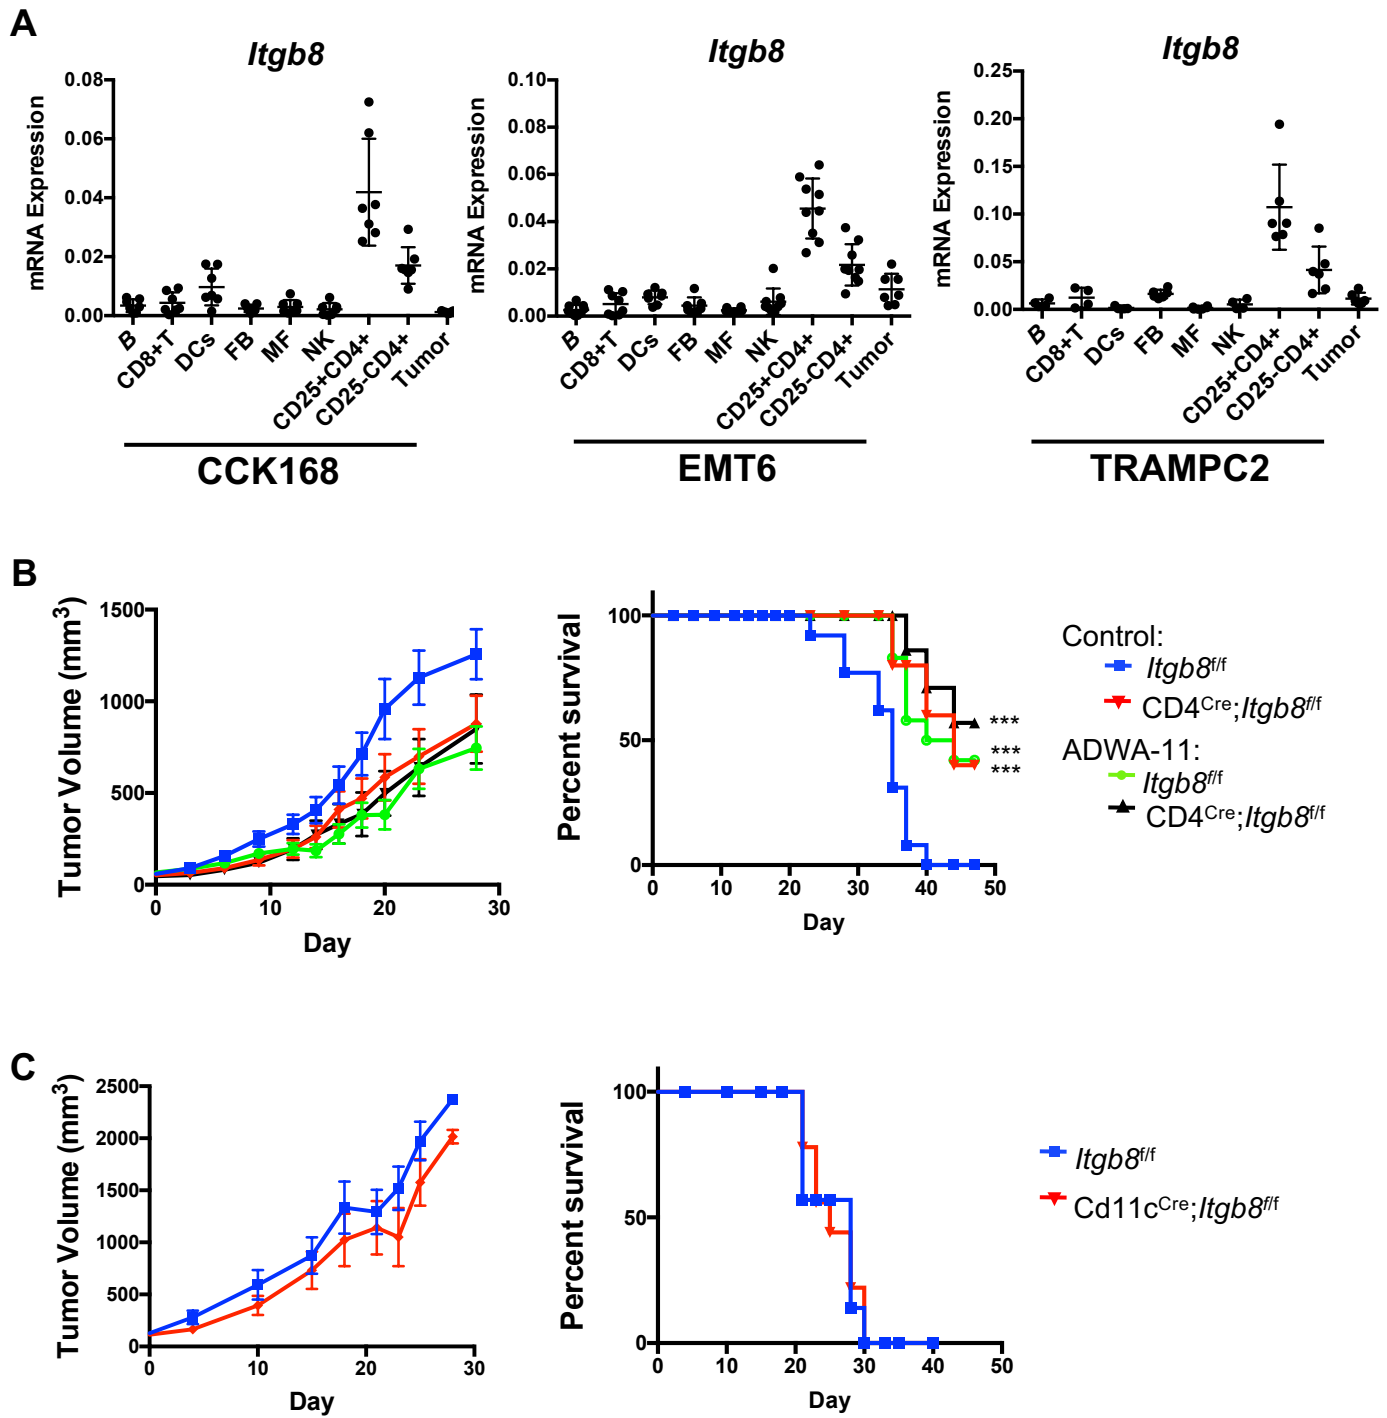 A
Itgb8
mRNA Expression
0.08
0.06
0.04
0.02
0.00
B
CD8+T
DCs
FB
MF
NK
CD25+CD4+
CD25-CD4+
Tumor
CCK168
Itgb8
mRNA Expression
0.10
0.08
0.06
0.04
0.02
0.00
B
CD8+T
DCs
FB
MF
NK
CD25+CD4+
CD25-CD4+
Tumor
EMT6
Itgb8
mRNA Expression
0.25
0.20
0.15
0.10
0.05
0.00
B
CD8+T
DCs
FB
MF
NK
CD25+CD4+
CD25-CD4+
Tumor
TRAMPC2
B
Tumor Volume (mm3)
1500
1000
500
0
0 10 20 30
Day
Percent survival
100
50
0
0 10 20 30 40 50
Day
***
***
***
Control:
Itgb8f/f
CD4Cre;Itgb8f/f
ADWA-11:
Itgb8f/f
CD4Cre;Itgb8f/f
C
Tumor Volume (mm3)
2500
2000
1500
1000
500
0
0 10 20 30
Day
Percent survival
100
50
0
0 10 20 30 40 50
Day
Itgb8f/f
Cd11cCre;Itgb8f/f